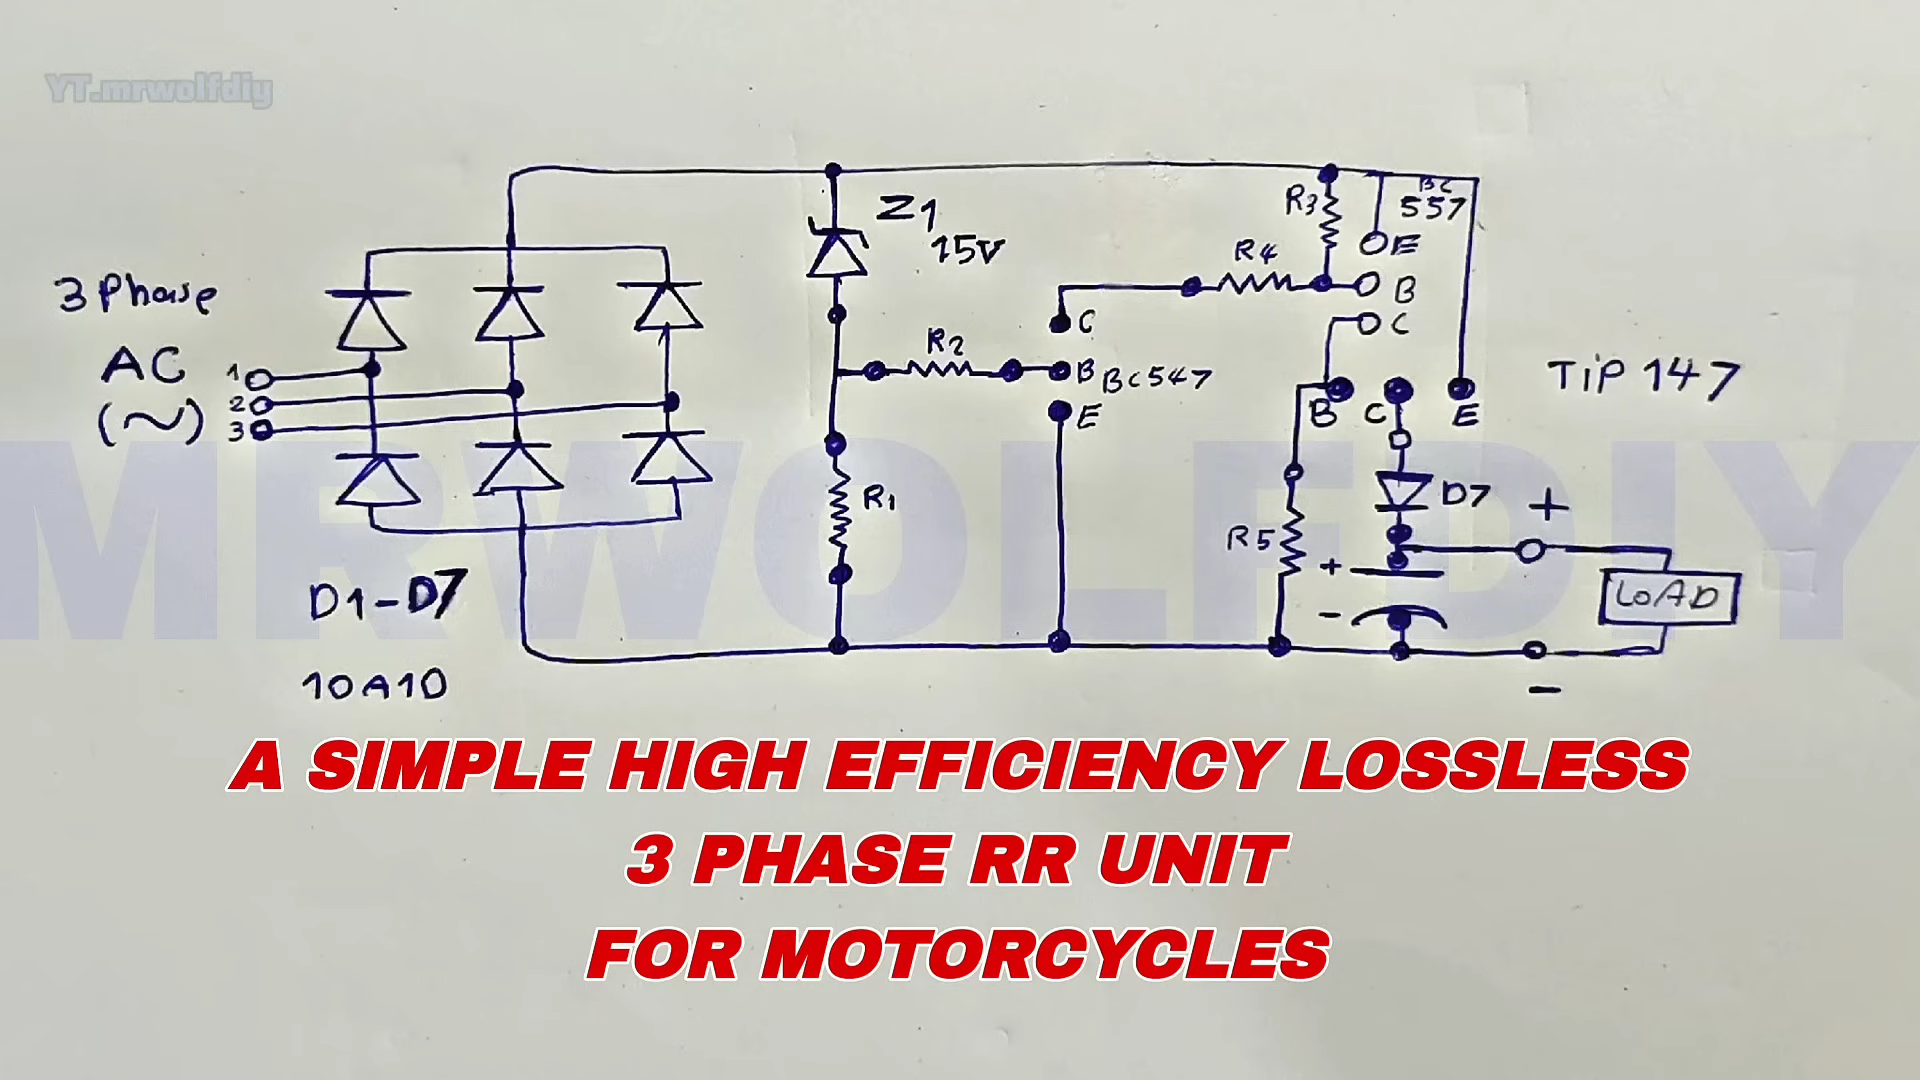 YT.mrwolfdiy
3 Phase
AC
(~)
1
2
3
D1-D7
10A10
Z1
15V
R1
R2
C
B BC547
E
R4
R3
BC
557
E
B
C
TiP 147
B C E
R5
D7
+
+
-
LOAD
-
MRWOLFDIY
A SIMPLE HIGH EFFICIENCY LOSSLESS
3 PHASE RR UNIT
FOR MOTORCYCLES